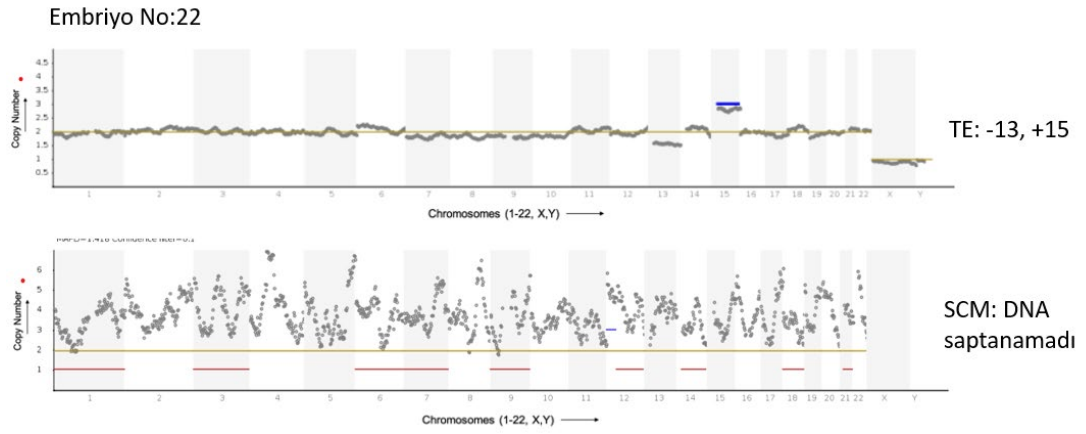 Embriyo No:22
4.5
4
3.5
3
2.5
2
1.5
1
0.5
Copy Number
1 2 3 4 5 6 7 8 9 10 11 12 13 14 15 16 17 18 19 20 21 22 X Y
Chromosomes (1-22, X,Y)
TE: -13, +15
6
5
4
3
2
1
Copy Number
1 2 3 4 5 6 7 8 9 10 11 12 13 14 15 16 17 18 19 20 21 22 X Y
Chromosomes (1-22, X,Y)
SCM: DNA
saptanamadı